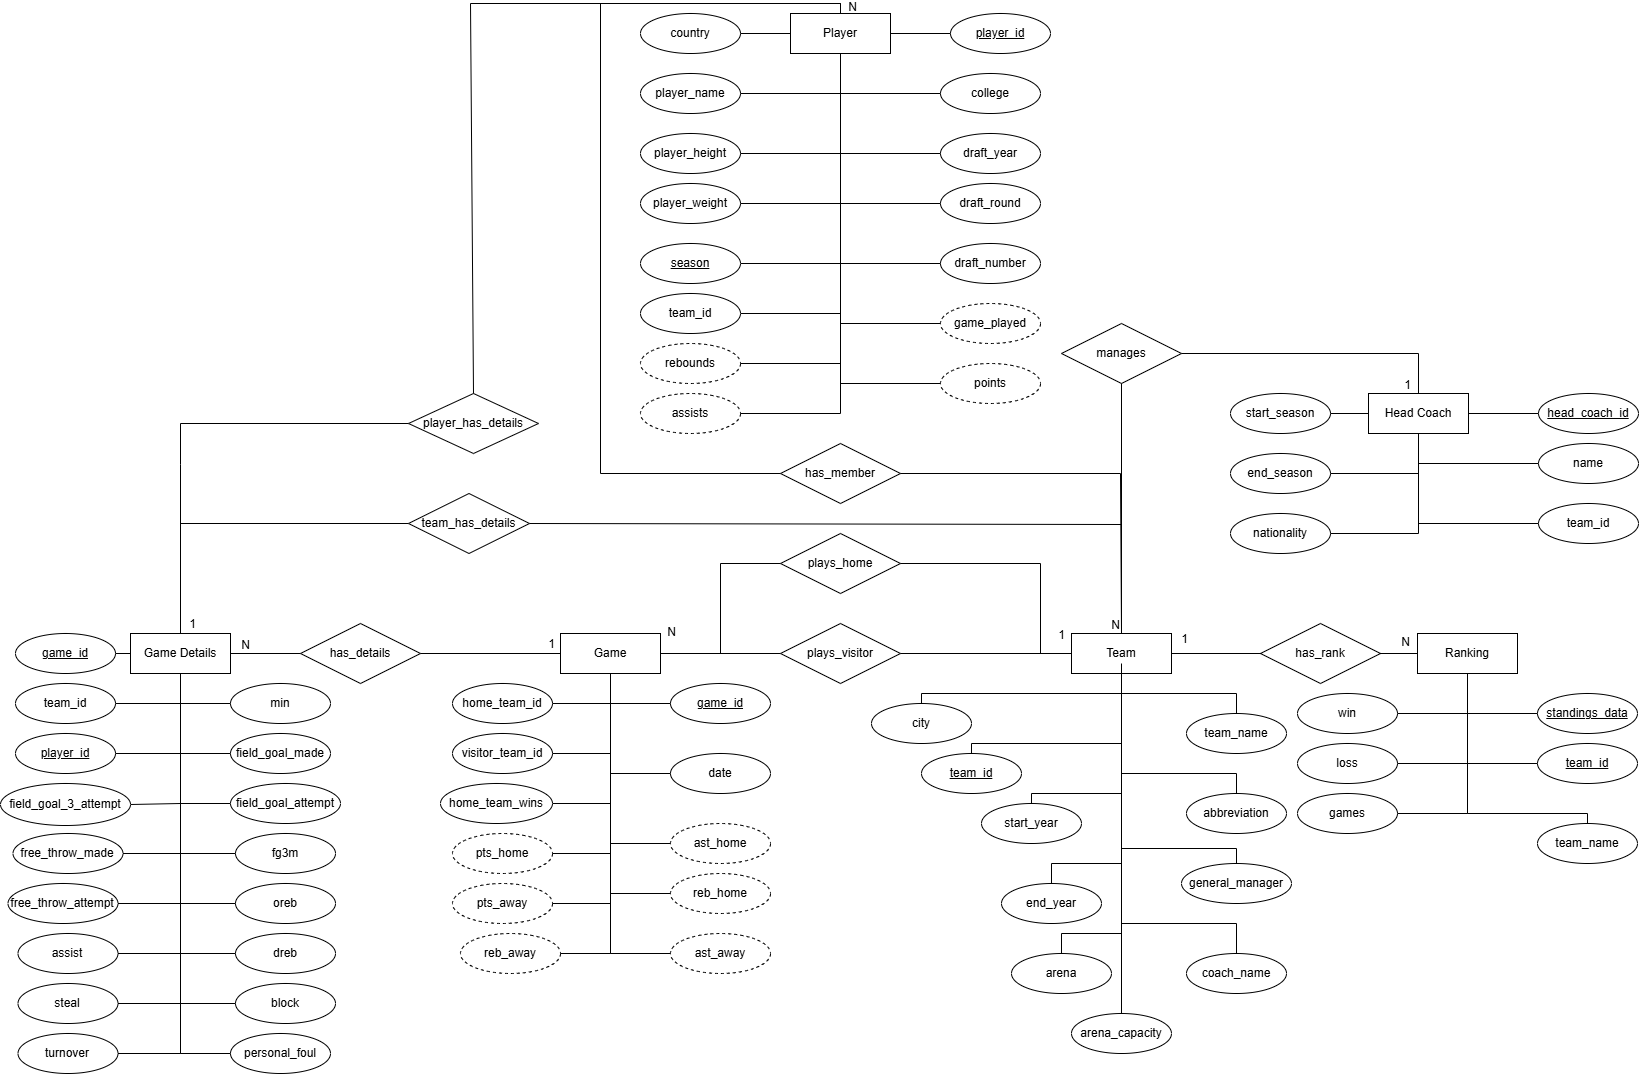 N
country
Player
player_id
player_name
college
player_height
draft_year
player_weight
draft_round
season
draft_number
team_id
game_played
rebounds
points
assists
manages
1
start_season
Head Coach
head_coach_id
end_season
name
nationality
team_id
player_has_details
has_member
team_has_details
plays_home
1
game_id
Game Details
N
has_details
1
Game
N
plays_visitor
1
N
Team
1
has_rank
N
Ranking
team_id
min
player_id
field_goal_made
field_goal_3_attempt
field_goal_attempt
free_throw_made
fg3m
free_throw_attempt
oreb
assist
dreb
steal
block
turnover
personal_foul
home_team_id
game_id
visitor_team_id
date
home_team_wins
pts_home
ast_home
pts_away
reb_home
reb_away
ast_away
city
team_name
team_id
start_year
abbreviation
end_year
general_manager
arena
coach_name
arena_capacity
win
standings_data
loss
team_id
games
team_name